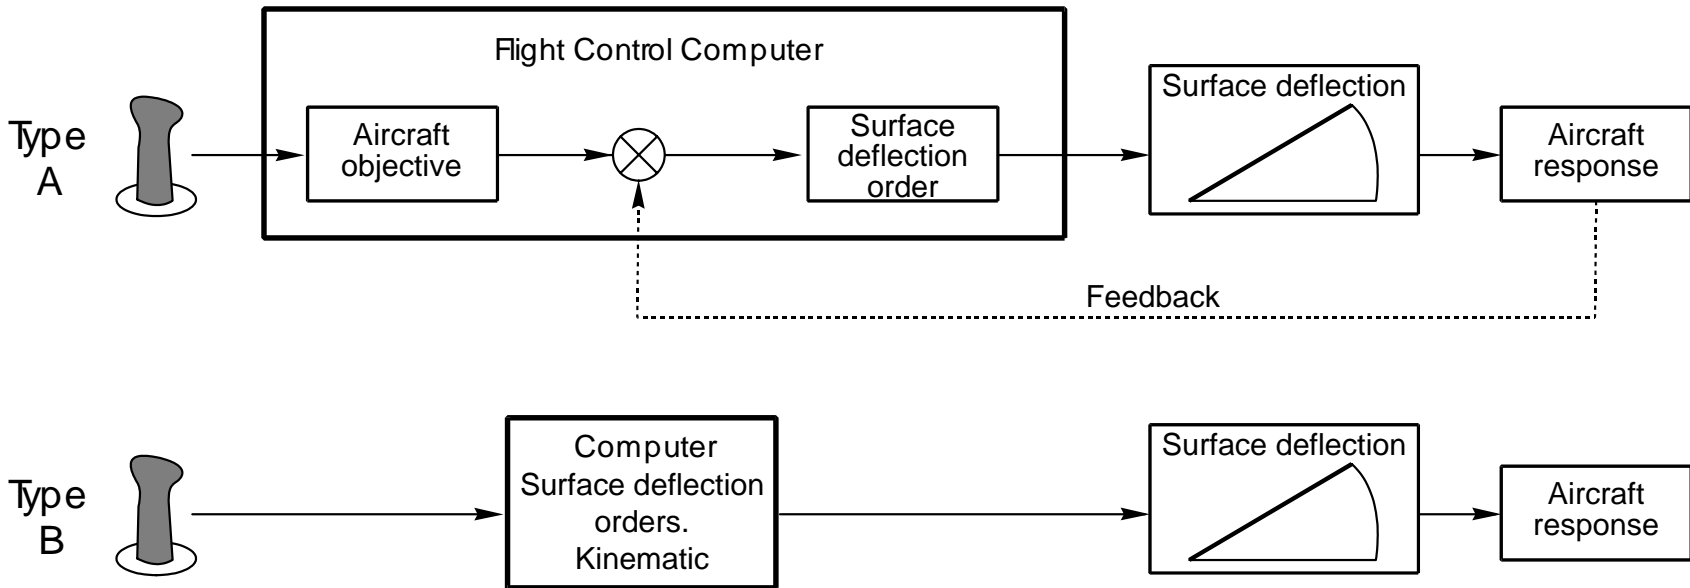 Flight Control Computer
Type
A
Aircraft
objective
Surface
deflection
order
Surface deflection
Aircraft
response
Feedback
Type
B
Computer
Surface deflection
orders.
Kinematic
Surface deflection
Aircraft
response